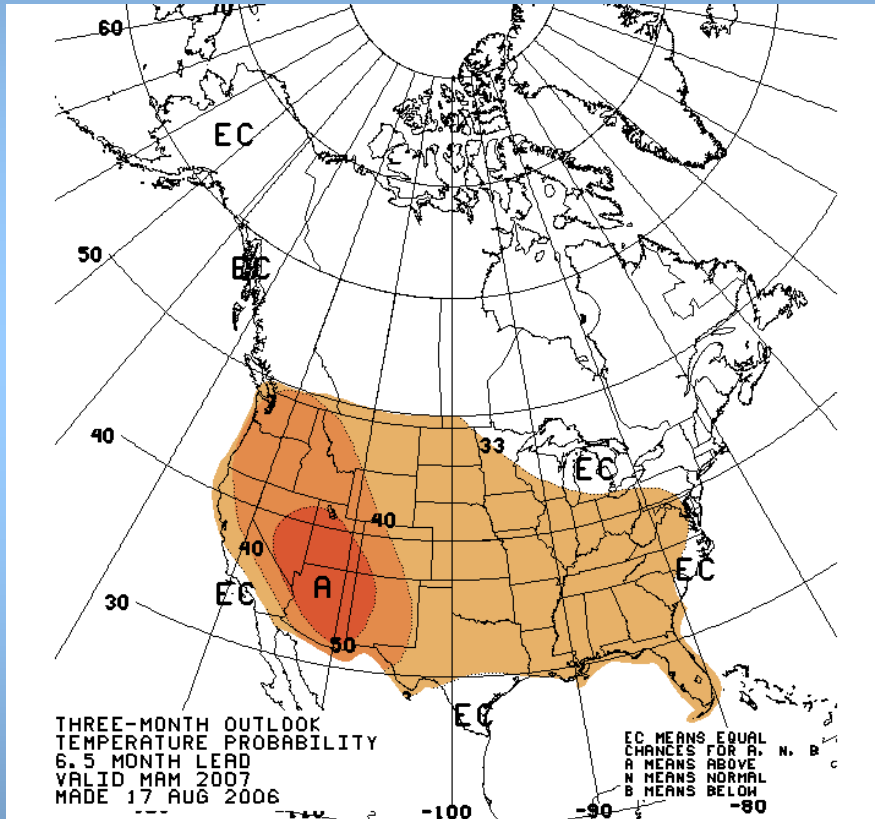 70
60
EC
50
EC
40
33
EC
40
40
EC
EC
A
30
50
EC
THREE-MONTH OUTLOOK
TEMPERATURE PROBABILITY
6.5 MONTH LEAD
VALID MAM 2007
MADE 17 AUG 2006
EC MEANS EQUAL
CHANCES FOR A, N, B
A MEANS ABOVE
N MEANS NORMAL
B MEANS BELOW
-110
-100
-90
-80